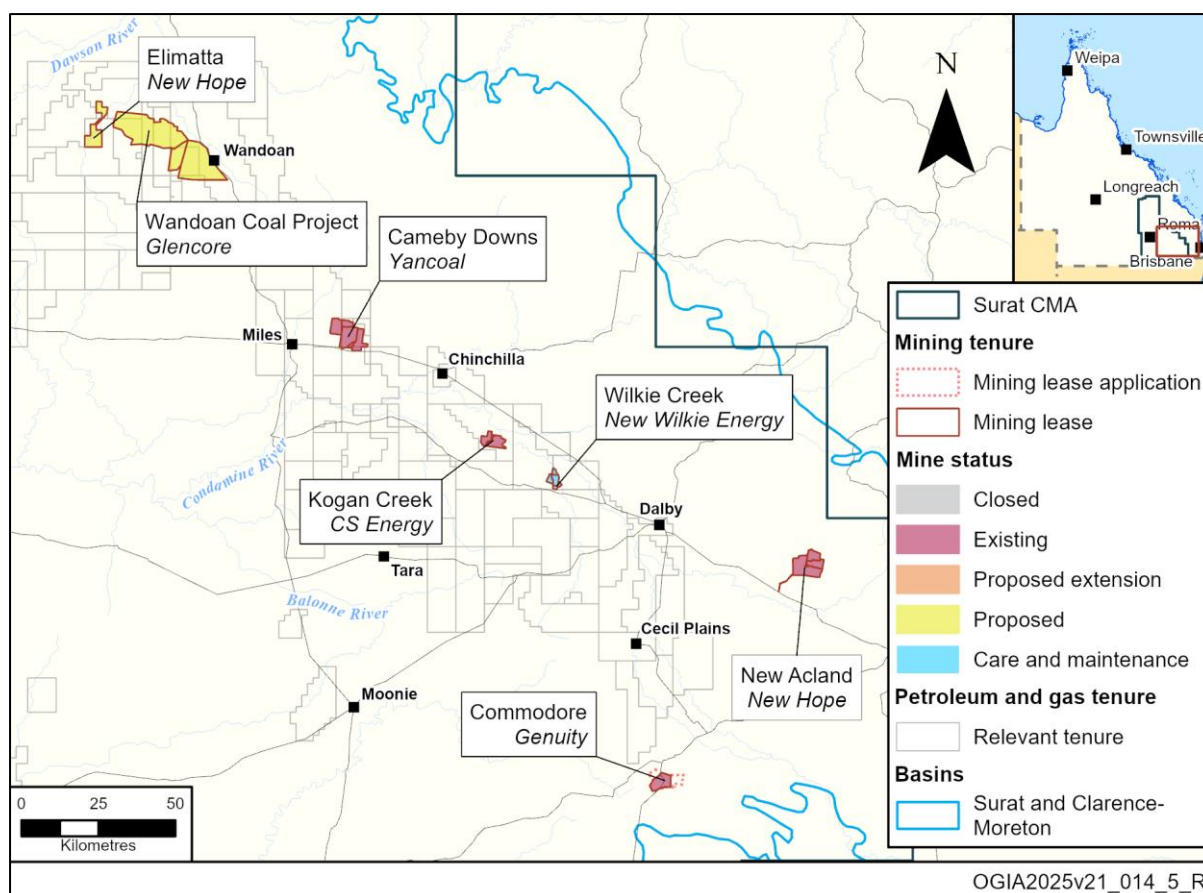 Dawson River
Elimatta
New Hope
Wandoan
Wandoan Coal Project
Glencore
Cameby Downs
Yancoal
Miles
Chinchilla
Wilkie Creek
New Wilkie Energy
Condamine River
Kogan Creek
CS Energy
Dalby
Tara
Balonne River
Cecil Plains
New Acland
New Hope
Moonie
Commodore
Genuity
0 25 50
Kilometres
N
Weipa
Townsville
Longreach
Roma
Brisbane
Surat CMA
Mining tenure
Mining lease application
Mining lease
Mine status
Closed
Existing
Proposed extension
Proposed
Care and maintenance
Petroleum and gas tenure
Relevant tenure
Basins
Surat and Clarence-
Moreton
OGIA2025v21_014_5_R